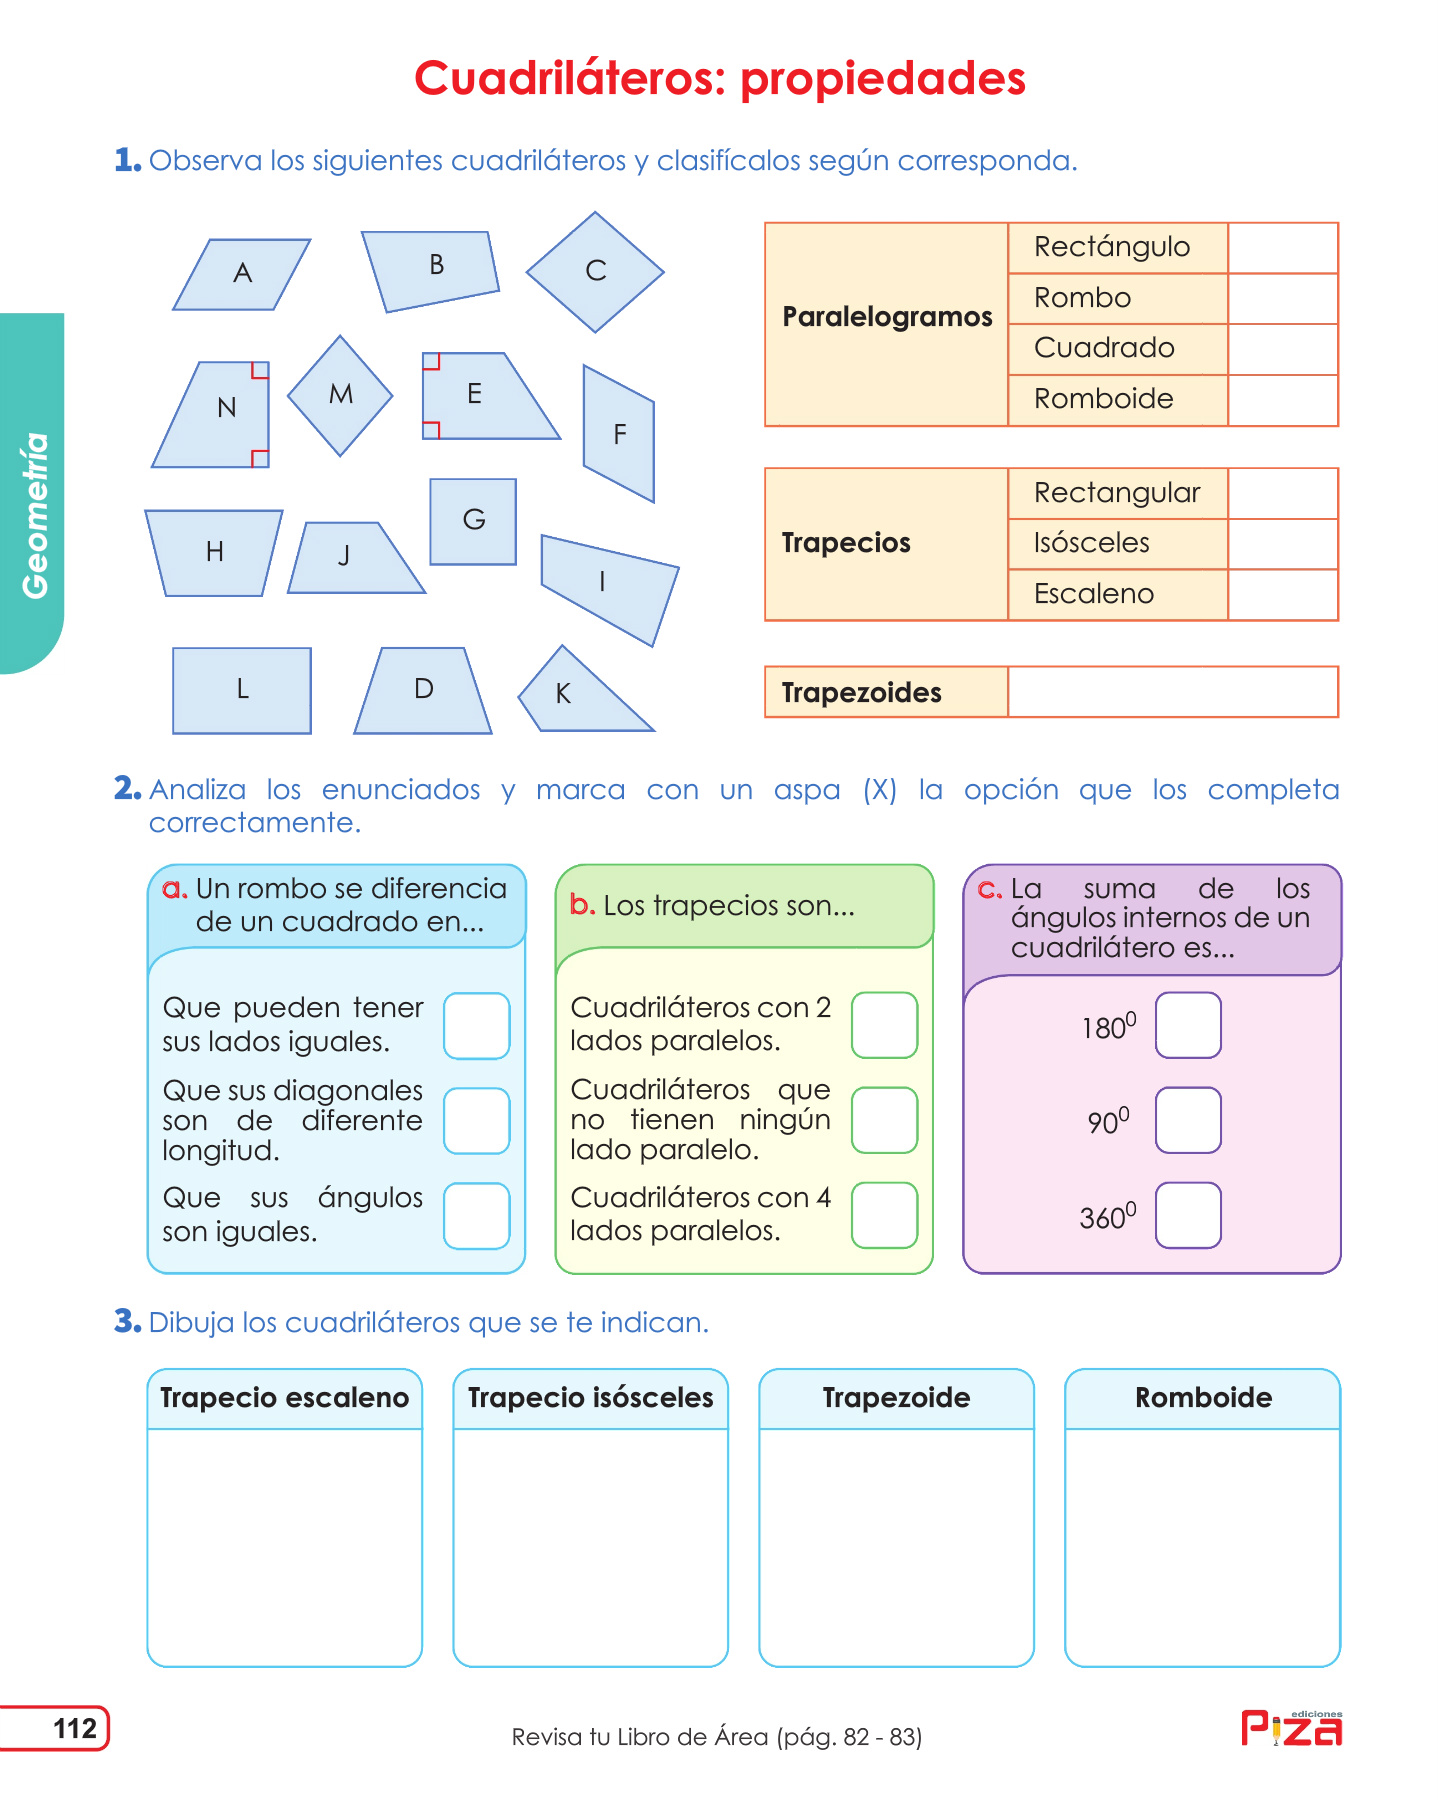 Cuadriláteros: propiedades
1. Observa los siguientes cuadriláteros y clasifícalos según corresponda.
A
B
C
N
M
E
F
H
J
G
I
L
D
K
Paralelogramos
Rectángulo
Rombo
Cuadrado
Romboide
Trapecios
Rectangular
Isósceles
Escaleno
Trapezoides
Geometría
2. Analiza los enunciados y marca con un aspa (X) la opción que los completa
correctamente.
a. Un rombo se diferencia
de un cuadrado en...
Que pueden tener
sus lados iguales.
Que sus diagonales
son de diferente
longitud.
Que sus ángulos
son iguales.
b. Los trapecios son...
Cuadriláteros con 2
lados paralelos.
Cuadriláteros que
no tienen ningún
lado paralelo.
Cuadriláteros con 4
lados paralelos.
c. La suma de los
ángulos internos de un
cuadrilátero es...
180⁰
90⁰
360⁰
3. Dibuja los cuadriláteros que se te indican.
Trapecio escaleno
Trapecio isósceles
Trapezoide
Romboide
112
Revisa tu Libro de Área (pág. 82 - 83)
ediciones
Piza